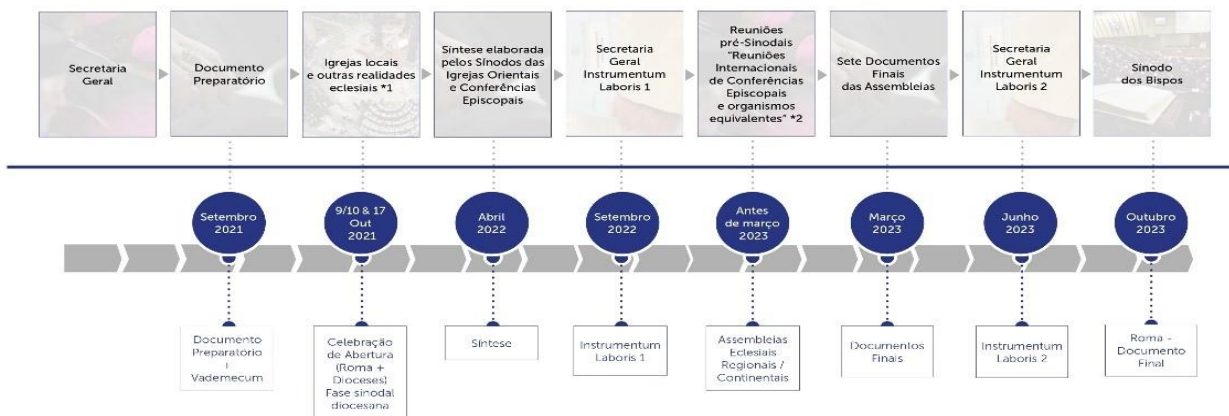 Secretaria
Geral
Documento
Preparatório
Igrejas locais
e outras realidades
eclesiais *1
Síntese elaborada
pelos Sínodos das
Igrejas Orientais
e Conferências
Episcopais
Secretaria
Geral
Instrumentum
Laboris 1
Reuniões
pré-Sinodais
"Reuniões
Internacionais
de Conferências
Episcopais
e organismos
equivalentes" *2
Sete Documentos
Finais
das Assembleias
Secretaria
Geral
Instrumentum
Laboris 2
Sínodo
dos Bispos
Setembro
2021
9/10 & 17
Out
2021
Abril
2022
Setembro
2022
Antes
de março
2023
Março
2023
Junho
2023
Outubro
2023
Documento
Preparatório
+
Vademecum
Celebração
de Abertura
(Roma +
Dioceses)
Fase sinodal
diocesana
Síntese
Instrumentum
Laboris 1
Assembleias
Eclesiais
Regionais /
Continentais
Documentos
Finais
Instrumentum
Laboris 2
Roma -
Documento
Final